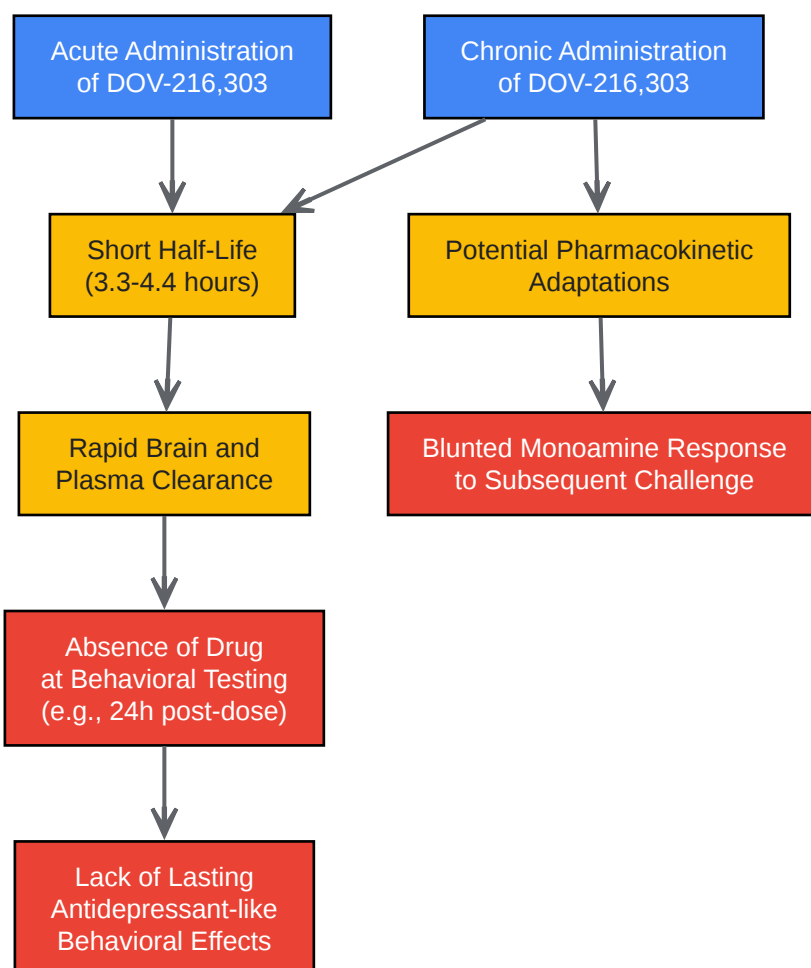 Acute Administration
of DOV-216,303
Chronic Administration
of DOV-216,303
Short Half-Life
(3.3-4.4 hours)
Potential Pharmacokinetic
Adaptations
Rapid Brain and
Plasma Clearance
Blunted Monoamine Response
to Subsequent Challenge
Absence of Drug
at Behavioral Testing
(e.g., 24h post-dose)
Lack of Lasting
Antidepressant-like
Behavioral Effects